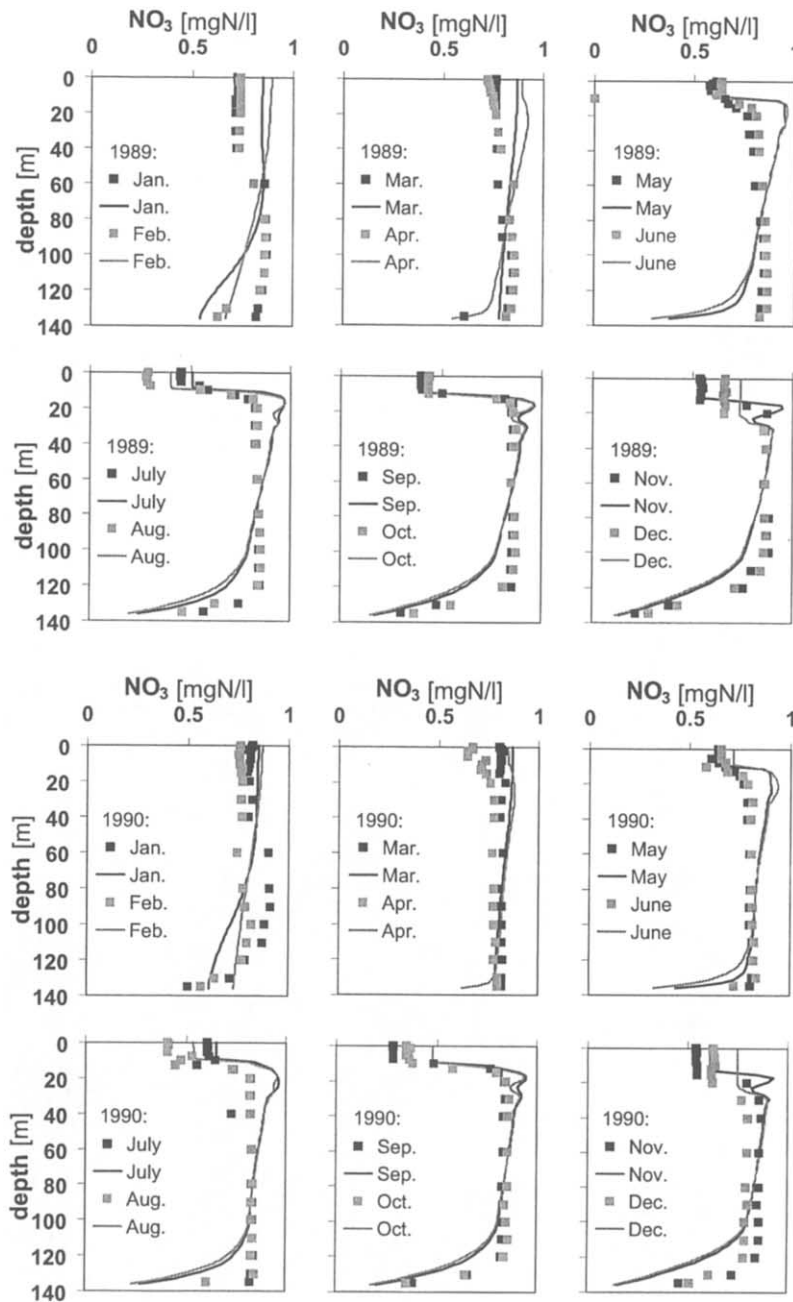 NO3 [mgN/l] NO3 [mgN/l] NO3 [mgN/l]
0 0.5 1 0 0.5 1 0 0.5 1
depth [m]
0
20
40
60
80
100
120
140
1989:
Jan.
Jan.
Feb.
Feb.
1989:
Mar.
Mar.
Apr.
Apr.
1989:
May
May
June
June
depth [m]
0
20
40
60
80
100
120
140
1989:
July
July
Aug.
Aug.
1989:
Sep.
Sep.
Oct.
Oct.
1989:
Nov.
Nov.
Dec.
Dec.
NO3 [mgN/l] NO3 [mgN/l] NO3 [mgN/l]
0 0.5 1 0 0.5 1 0 0.5 1
depth [m]
0
20
40
60
80
100
120
140
1990:
Jan.
Jan.
Feb.
Feb.
1990:
Mar.
Mar.
Apr.
Apr.
1990:
May
May
June
June
depth [m]
0
20
40
60
80
100
120
140
1990:
July
July
Aug.
Aug.
1990:
Sep.
Sep.
Oct.
Oct.
1990:
Nov.
Nov.
Dec.
Dec.